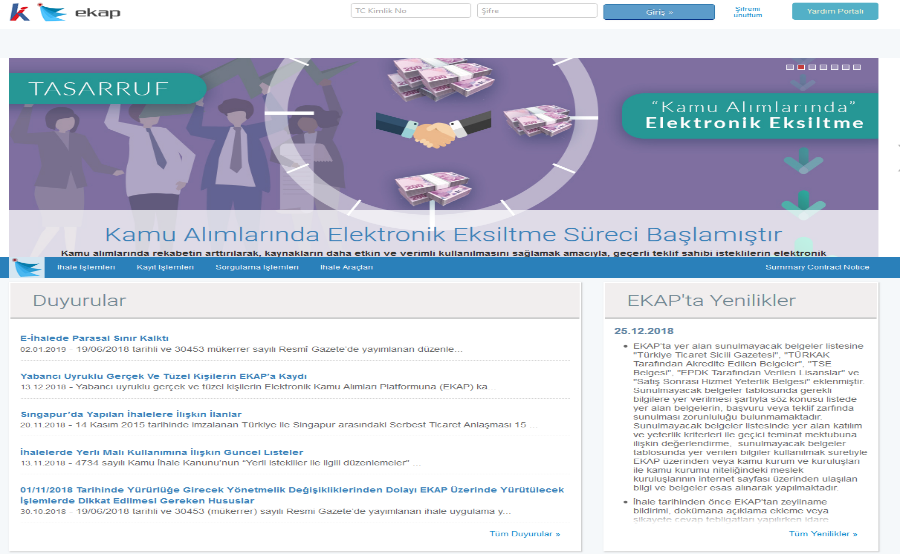 ekap
TC Kimlik No
Şifre
Giriş »
Şifremi
unuttum
Yardım Portalı
TASARRUF
"Kamu Alımlarında"
Elektronik Eksiltme
Kamu Alımlarında Elektronik Eksiltme Süreci Başlamıştır
Kamu alımlarında rekabetin arttırılarak, kaynakların daha etkin ve verimli kullanılmasını sağlamak amacıyla, geçerli teklif sahibi isteklilerin elektronik
İhale İşlemleri
Kayıt İşlemleri
Sorgulama İşlemleri
İhale Araçları
Summary Contract Notice
Duyurular
E-İhalede Parasal Sınır Kalktı
02.01.2019 - 19/06/2018 tarihli ve 30453 mükerrer sayılı Resmî Gazete'de yayımlanan düzenle...
Yabancı Uyruklu Gerçek Ve Tüzel Kişilerin EKAP'a Kaydı
13.12.2018 - Yabancı uyruklu gerçek ve tüzel kişilerin Elektronik Kamu Alımları Platformuna (EKAP) ka...
Singapur'da Yapılan İhalelere İlişkin İlanlar
20.11.2018 - 14 Kasım 2015 tarihinde imzalanan Türkiye ile Singapur arasındaki Serbest Ticaret Anlaşması 15 ...
İhalelerde Yerli Malı Kullanımına İlişkin Güncel Listeler
13.11.2018 - 4734 sayılı Kamu İhale Kanunu'nun "Yerli istekliler ile ilgili düzenlemeler" ...
01/11/2018 Tarihinde Yürürlüğe Girecek Yönetmelik Değişikliklerinden Dolayı EKAP Üzerinde Yürütülecek
İşlemlerde Dikkat Edilmesi Gereken Hususlar
30.10.2018 - 19/06/2018 tarihli ve 30453 (mükerrer) sayılı Resmî Gazete'de yayımlanan ihale uygulama y...
Tüm Duyurular »
EKAP'ta Yenilikler
25.12.2018
EKAP'ta yer alan sunulmayacak belgeler listesine
"Türkiye Ticaret Sicili Gazetesi", "TÜRKAK
Tarafından Akredite Edilen Belgeler", "TSE
Belgesi", "EPDK Tarafından Verilen Lisanslar" ve
"Satış Sonrası Hizmet Yeterlik Belgesi" eklenmiştir.
Sunulmayacak belgeler tablosunda gerekli
bilgilere yer verilmesi şartıyla söz konusu listede
yer alan belgelerin, başvuru veya teklif zarfında
sunulması zorunluluğu bulunmamaktadır.
Sunulmayacak belgeler listesinde yer alan katılım
ve yeterlik kriterleri ile geçici teminat mektubuna
ilişkin değerlendirme, sunulmayacak belgeler
tablosunda yer verilen bilgiler kullanılmak suretiyle
EKAP üzerinden veya kamu kurum ve kuruluşları
ile kamu kurumu niteliğindeki meslek
kuruluşlarının internet sayfası üzerinden ulaşılan
bilgi ve belgeler esas alınarak yapılmaktadır.
İhale tarihinden önce EKAP'tan zeyilname
bildirimi, dokümana açıklama ekleme veya
şikayete cevap tebligatları yapılırken idare
Tüm Yenilikler »